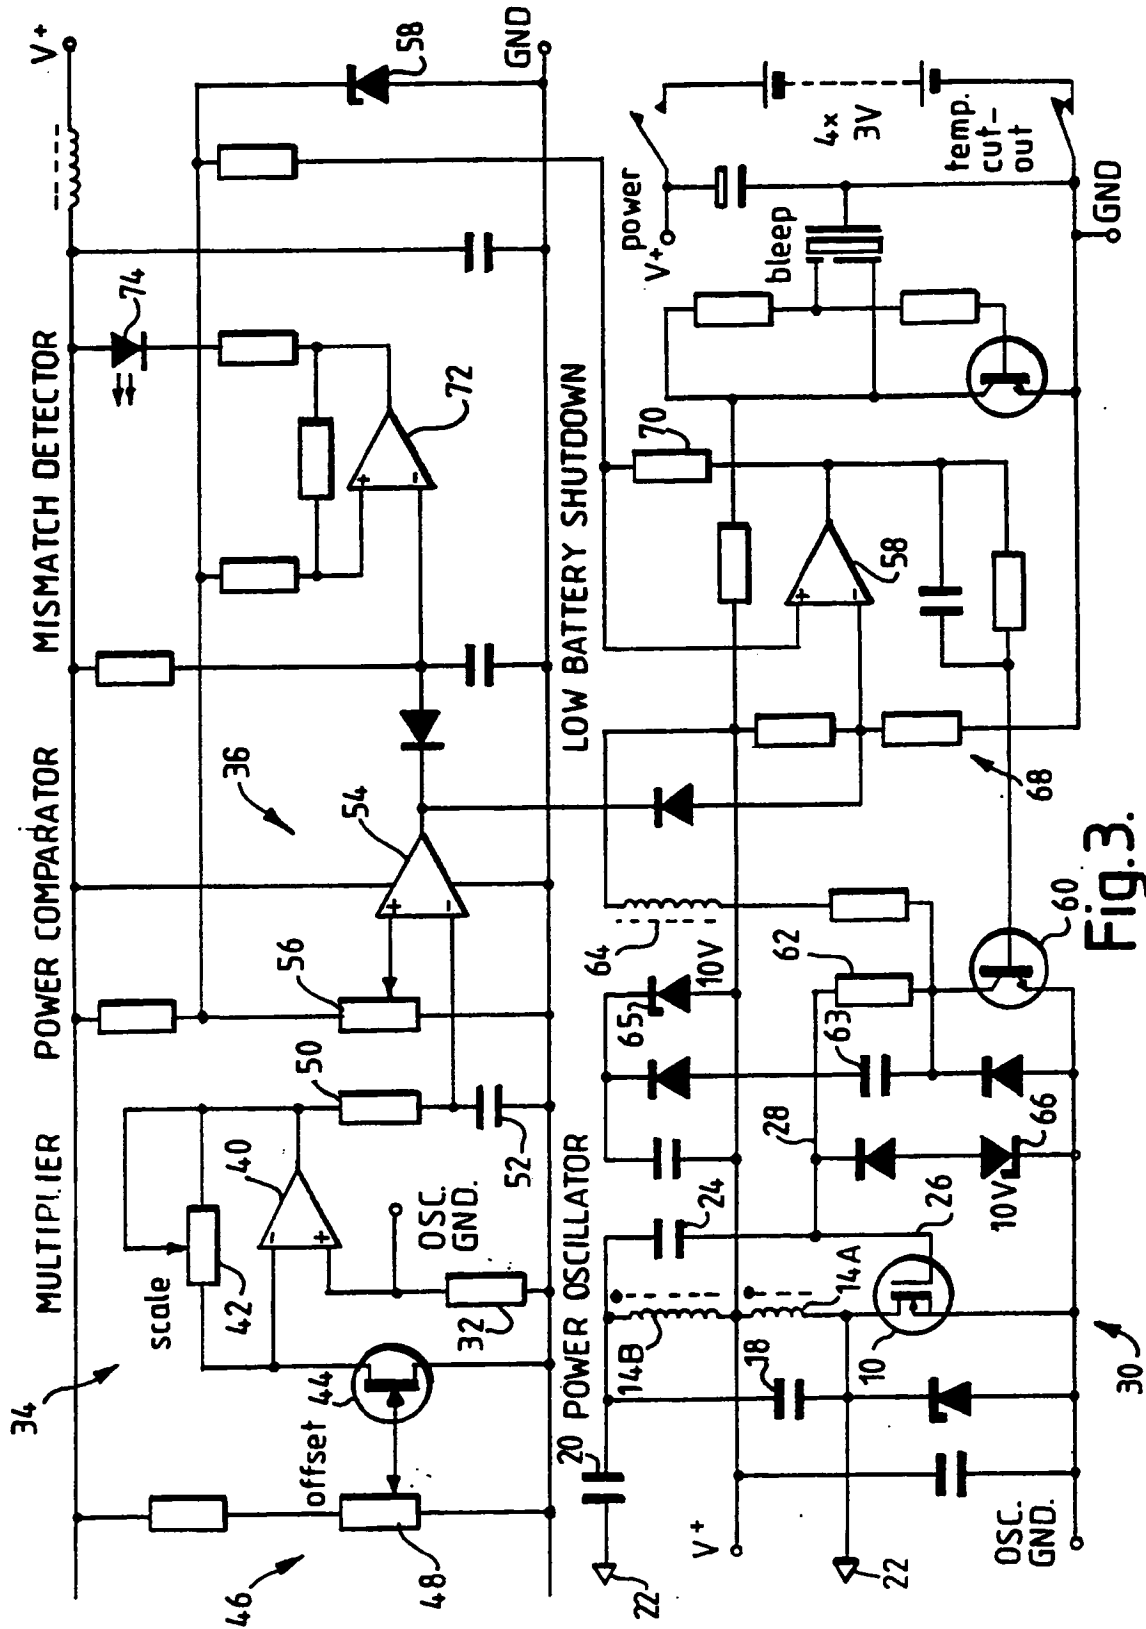 MULTIPLIER
POWER COMPARATOR
MISMATCH DETECTOR
V+
34
scale
42
40
50
56
54
36
74
72
58
GND
46
offset
48
44
32
OSC.
GND.
52
20
POWER OSCILLATOR
LOW BATTERY SHUTDOWN
22
V+
22
OSC.
GND.
14B
18
14A
10
26
24
28
10V
66
65
10V
64
63
62
60
68
58
70
bleep
V+
power
4x
3V
temp.
cut-
out
GND
30
Fig.3.
+
-
+
-
+
-
+
-